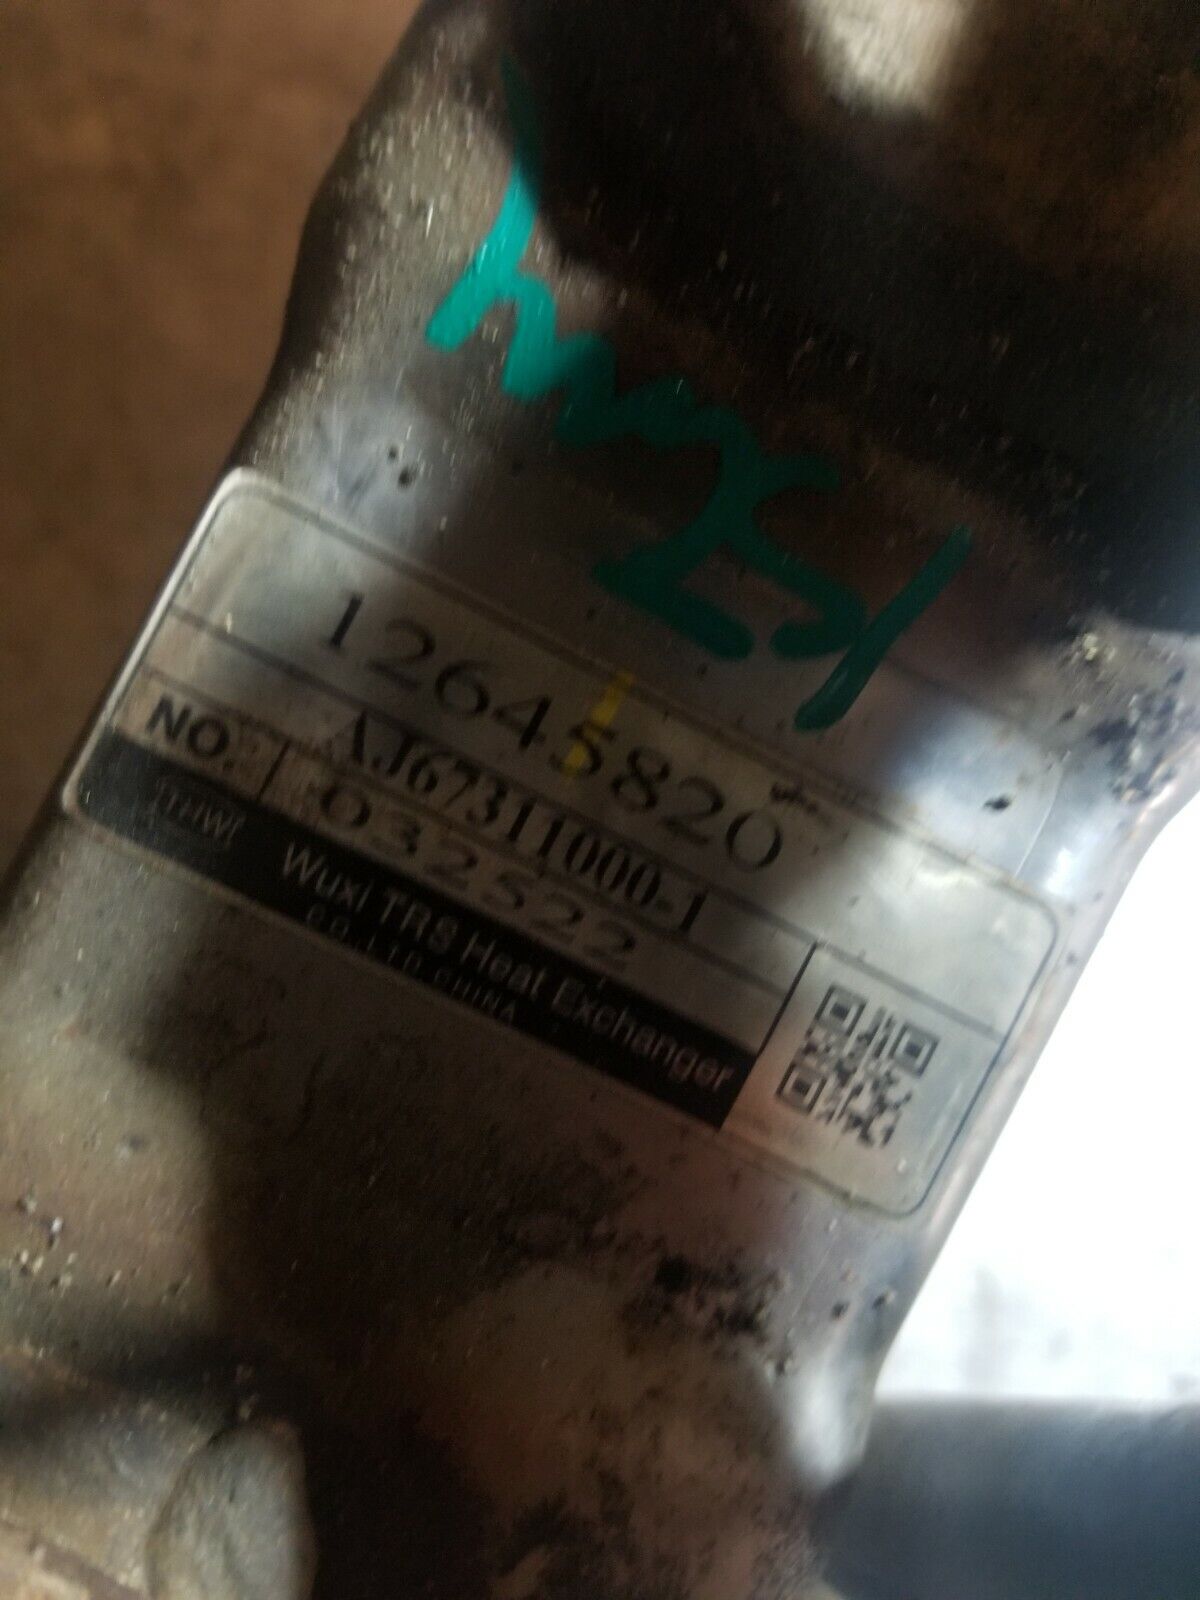 12645820
AJ67311000-1
NO. 032522
Wuxi TRS Heat Exchanger
CO.,LTD CHINA